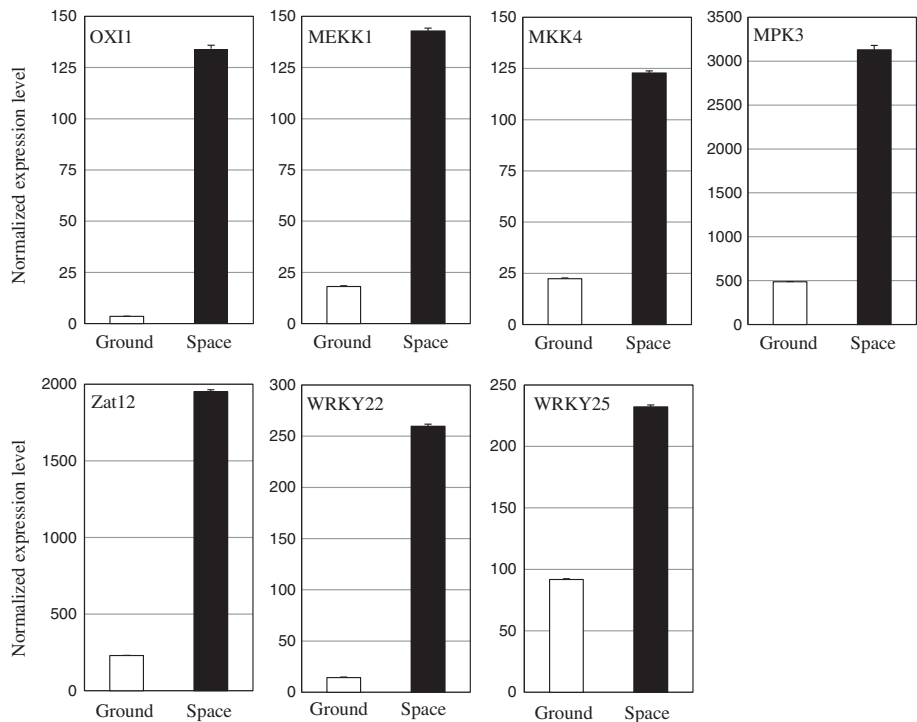 Normalized expression level
OXI1
150
125
100
75
50
25
0
Ground Space
MEKK1
150
125
100
75
50
25
0
Ground Space
MKK4
150
125
100
75
50
25
0
Ground Space
MPK3
3500
3000
2500
2000
1500
1000
500
0
Ground Space
Normalized expression level
Zat12
2000
1500
1000
500
0
Ground Space
WRKY22
300
250
200
150
100
50
0
Ground Space
WRKY25
250
200
150
100
50
0
Ground Space